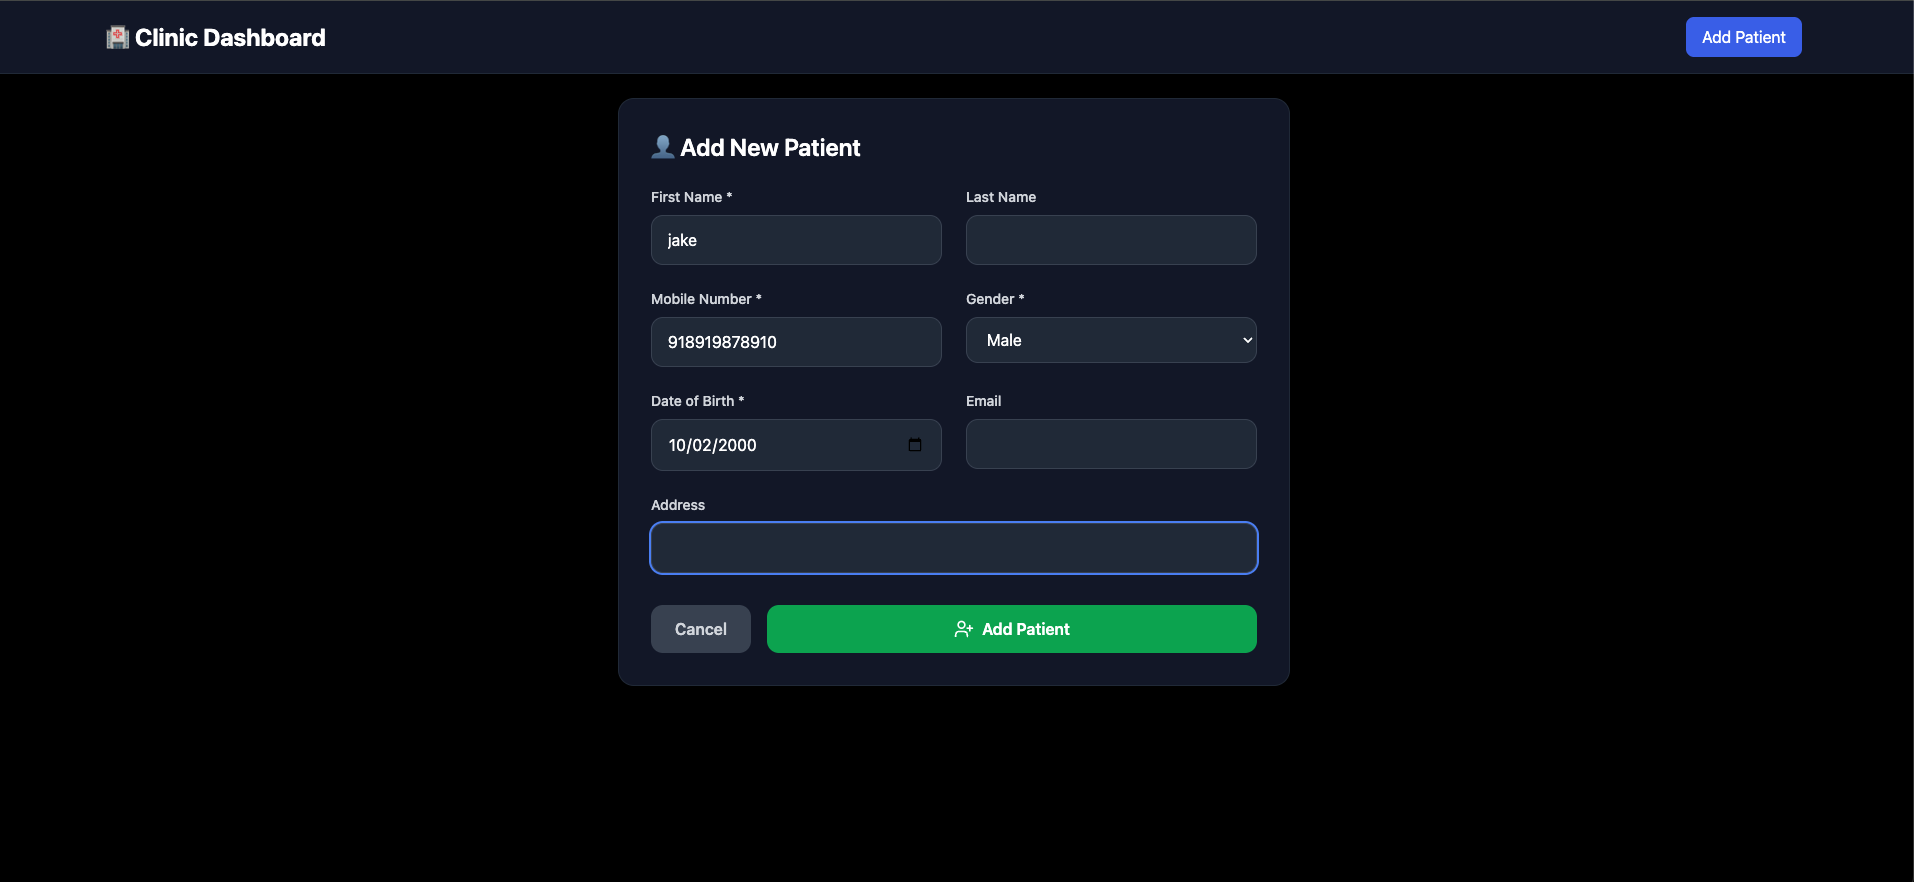 Clinic Dashboard
Add Patient
Add New Patient
First Name *
Last Name
jake
Mobile Number *
Gender *
918919878910
Male
Date of Birth *
Email
10/02/2000
Address
Cancel
Add Patient